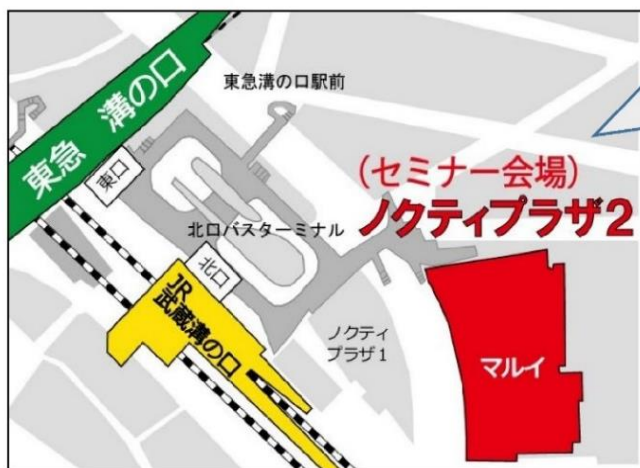 東急 溝の口
東急溝の口駅前
東口
(セミナー会場)
ノクティプラザ2
北口バスターミナル
北口
JR
武蔵溝の口
ノクティ
プラザ1
マルイ